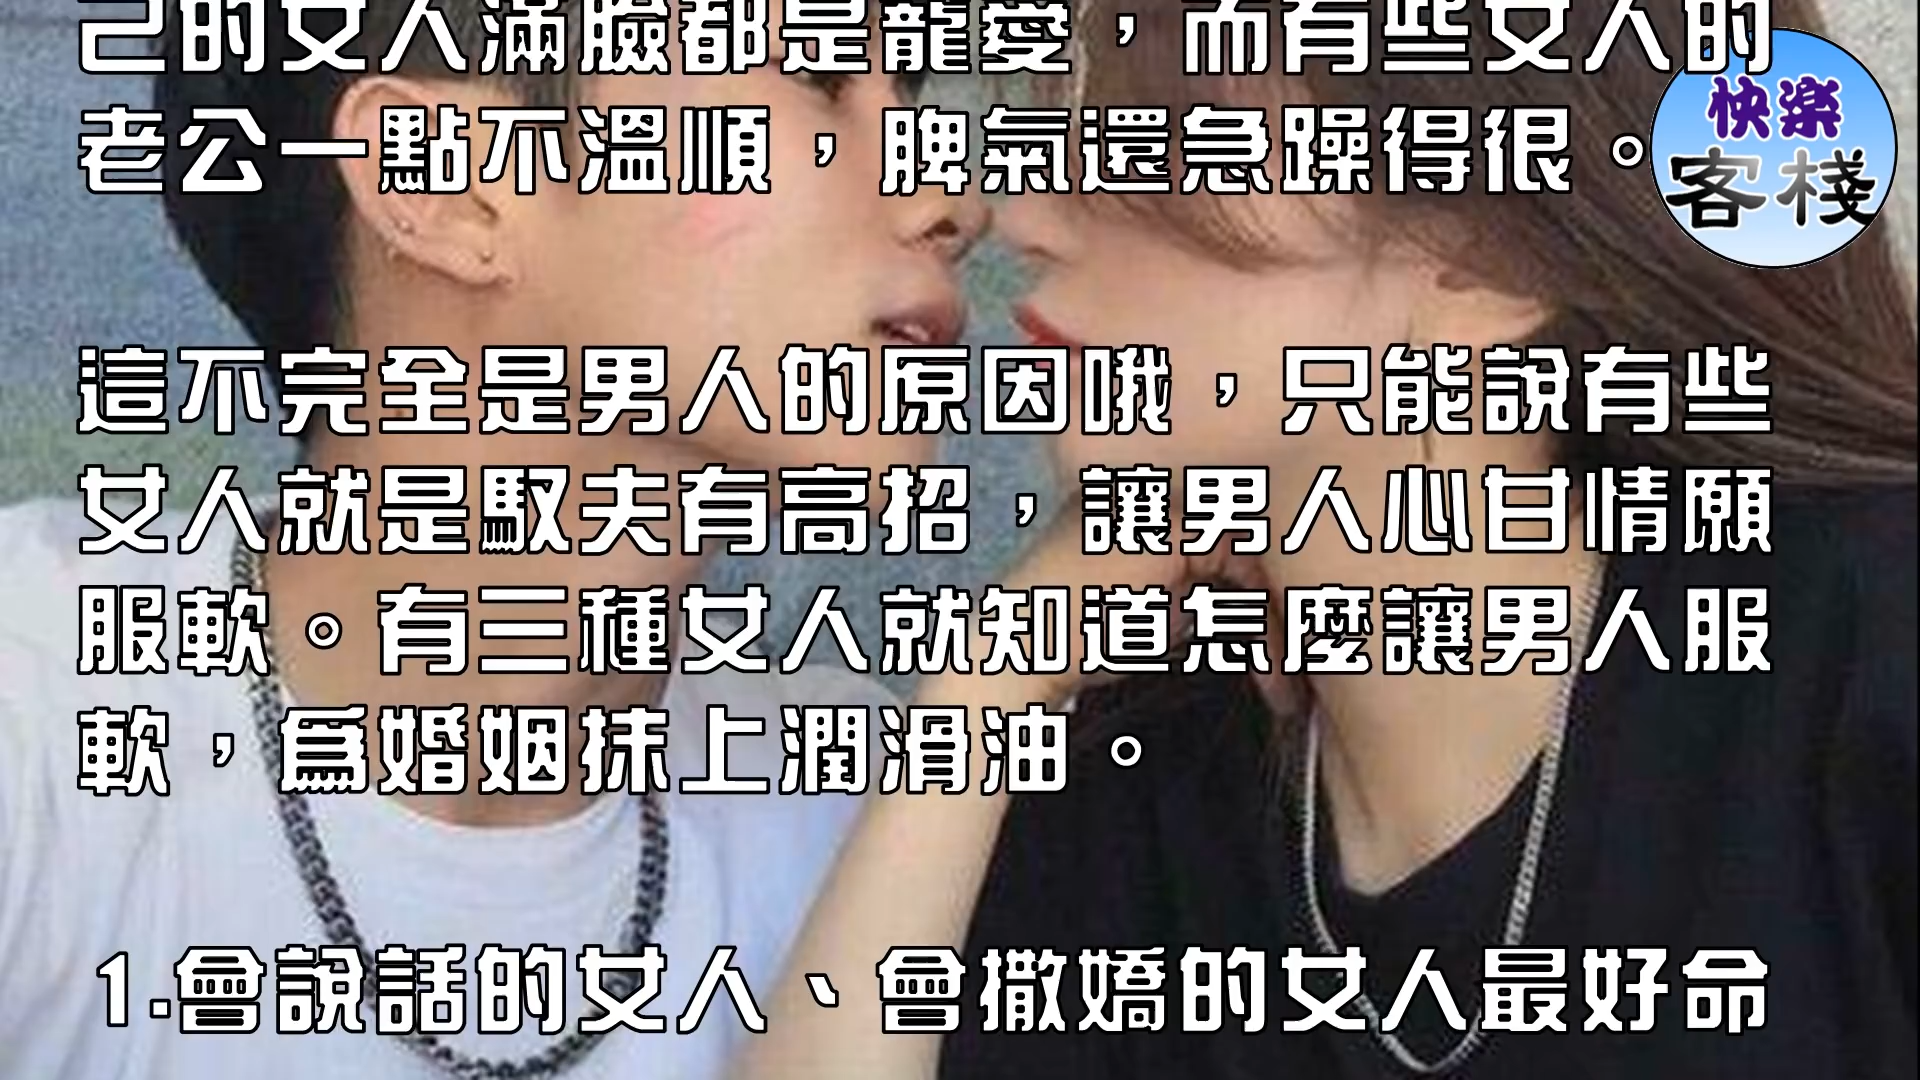 己的女人滿臉都是寵愛，而有些女人的
老公一點不溫順，脾氣還急躁得很。
快樂
客棧
這不完全是男人的原因哦，只能說有些
女人就是馭夫有高招，讓男人心甘情願
服軟。有三種女人就知道怎麼讓男人服
軟，為婚姻抹上潤滑油。
1.會說話的女人、會撒嬌的女人最好命